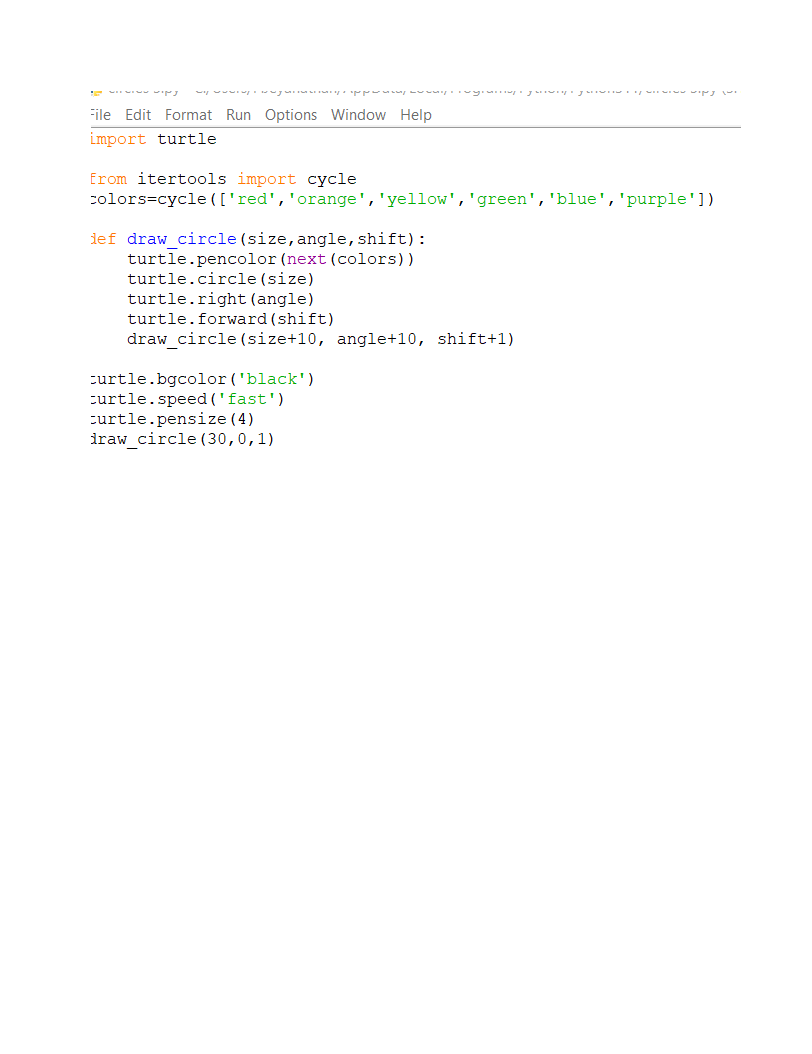 File Edit Format Run Options Window Help
import turtle
from itertools import cycle
colors=cycle(['red','orange','yellow','green','blue','purple'])
def draw_circle(size,angle,shift):
turtle.pencolor(next(colors))
turtle.circle(size)
turtle.right(angle)
turtle.forward(shift)
draw_circle(size+10, angle+10, shift+1)
turtle.bgcolor('black')
turtle.speed('fast')
turtle.pensize(4)
draw_circle(30,0,1)